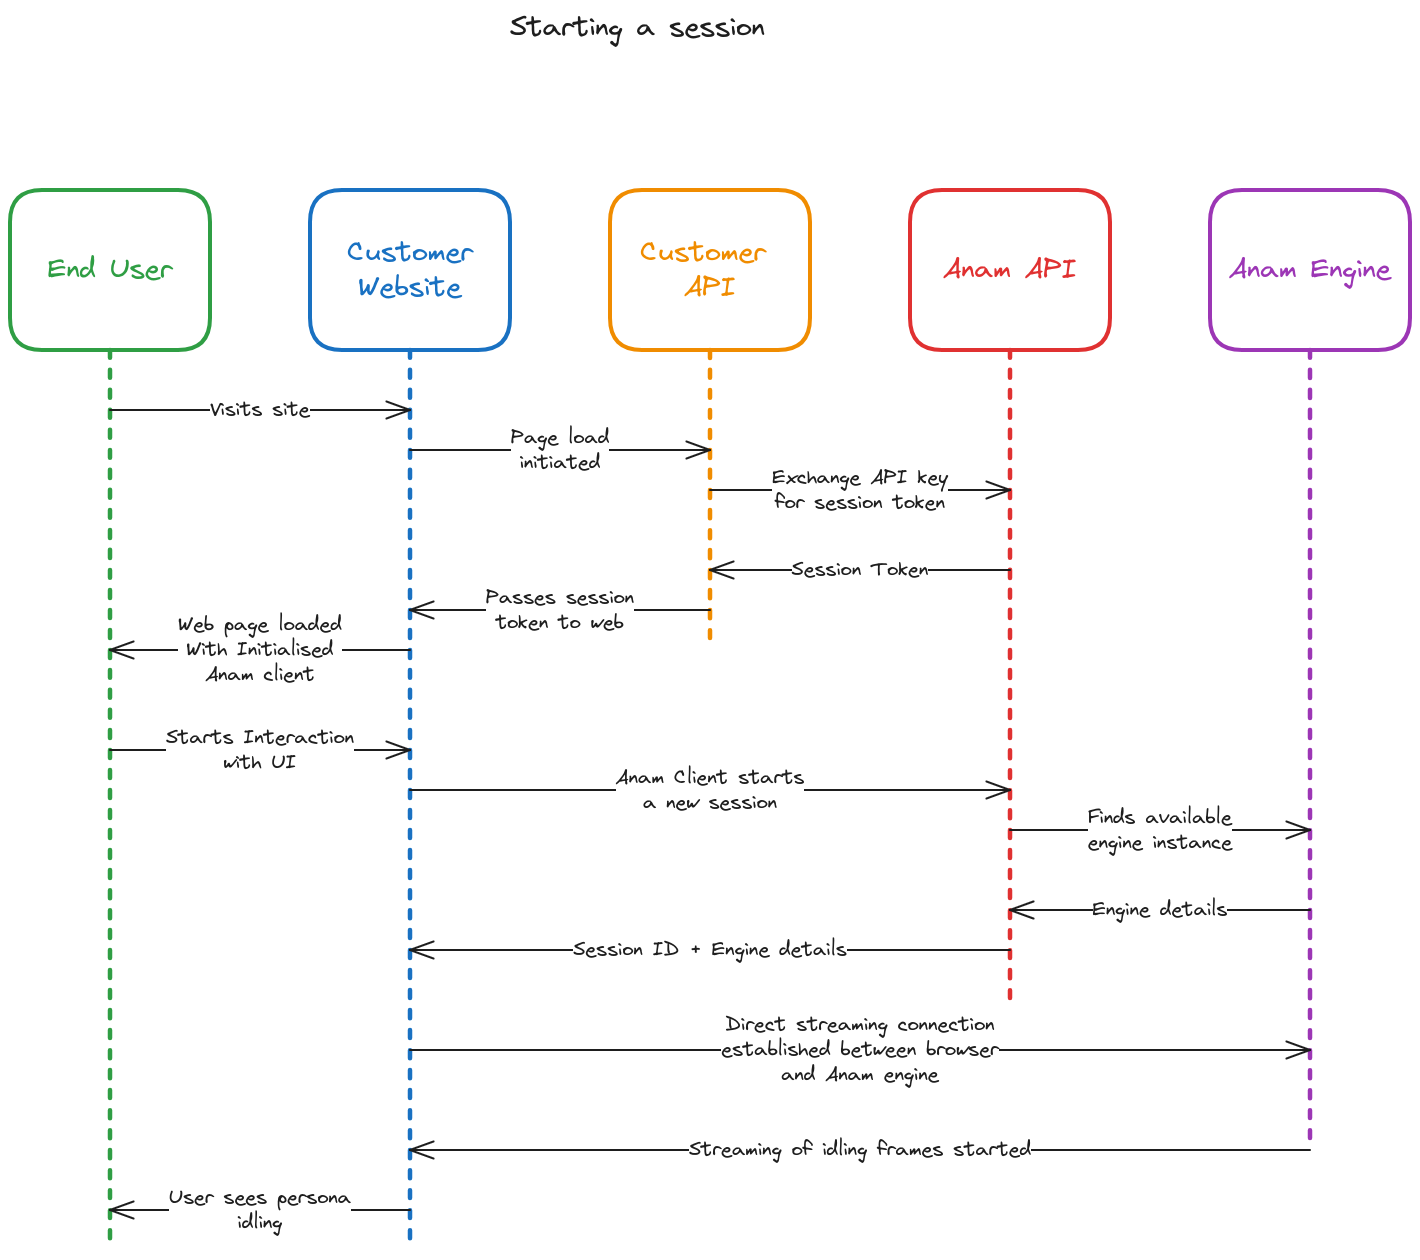 Starting a session
End User
Customer
Website
Customer
API
Anam API
Anam Engine
Visits site
Page load
initiated
Exchange API key
for session token
Session Token
Passes session
token to web
Web page loaded
With Initialised
Anam client
Starts Interaction
with UI
Anam Client starts
a new session
Finds available
engine instance
Engine details
Session ID + Engine details
Direct streaming connection
established between browser
and Anam engine
Streaming of idling frames started
User sees persona
idling